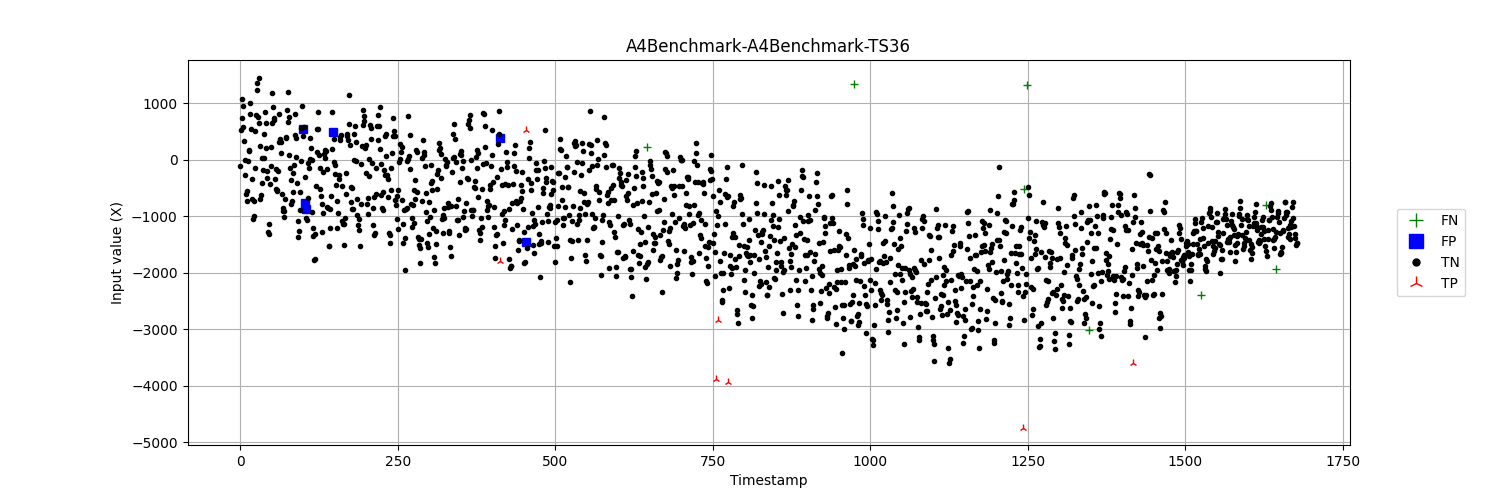 A4Benchmark-A4Benchmark-TS36
1000
0
−1000
−2000
−3000
−4000
−5000
Input value (X)
0
250
500
750
1000
1250
1500
1750
Timestamp
FN
FP
TN
TP